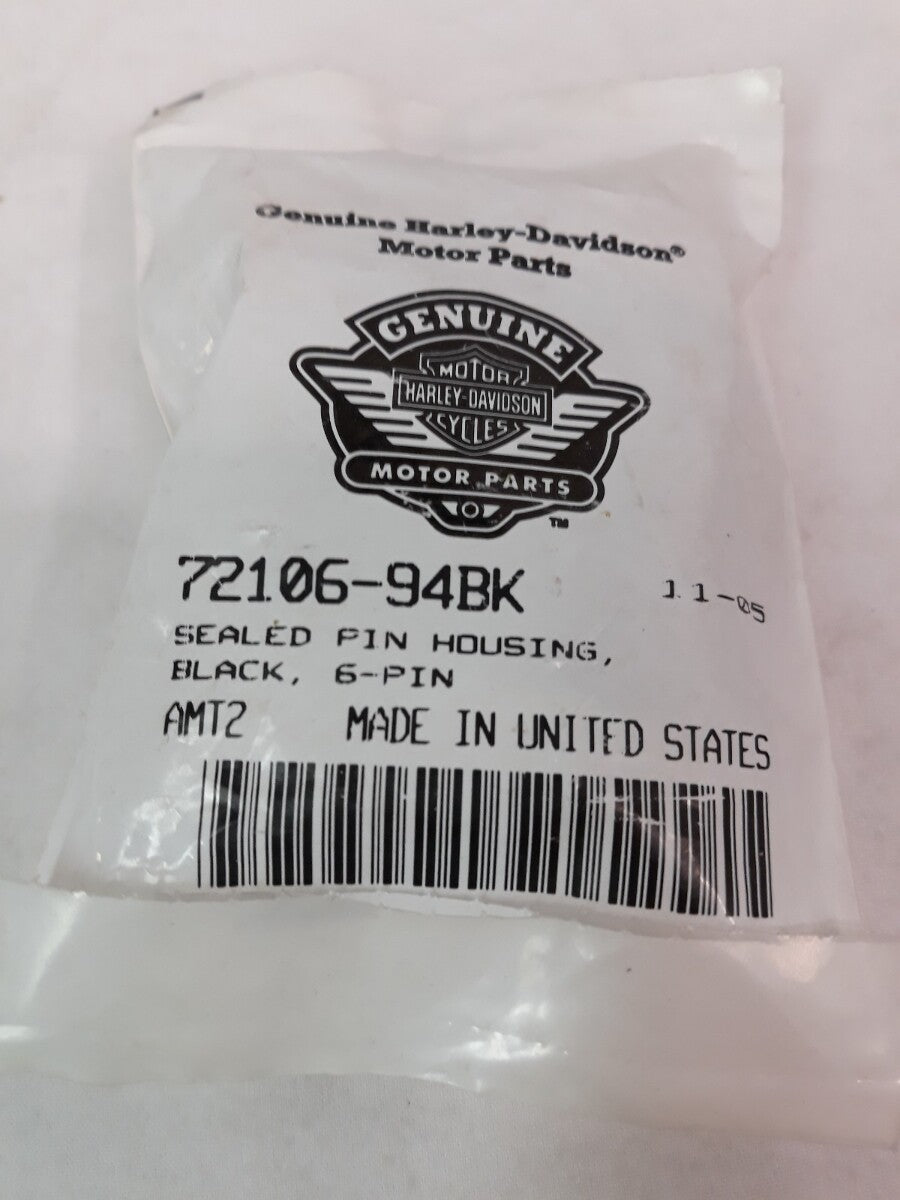 Genuine Harley-Davidson®
Motor Parts
GENUINE
MOTOR
HARLEY-DAVIDSON
CYCLES
MOTOR PARTS
TM
72106-94BK 11-05
SEALED PIN HOUSING,
BLACK, 6-PIN
AMT2 MADE IN UNITED STATES